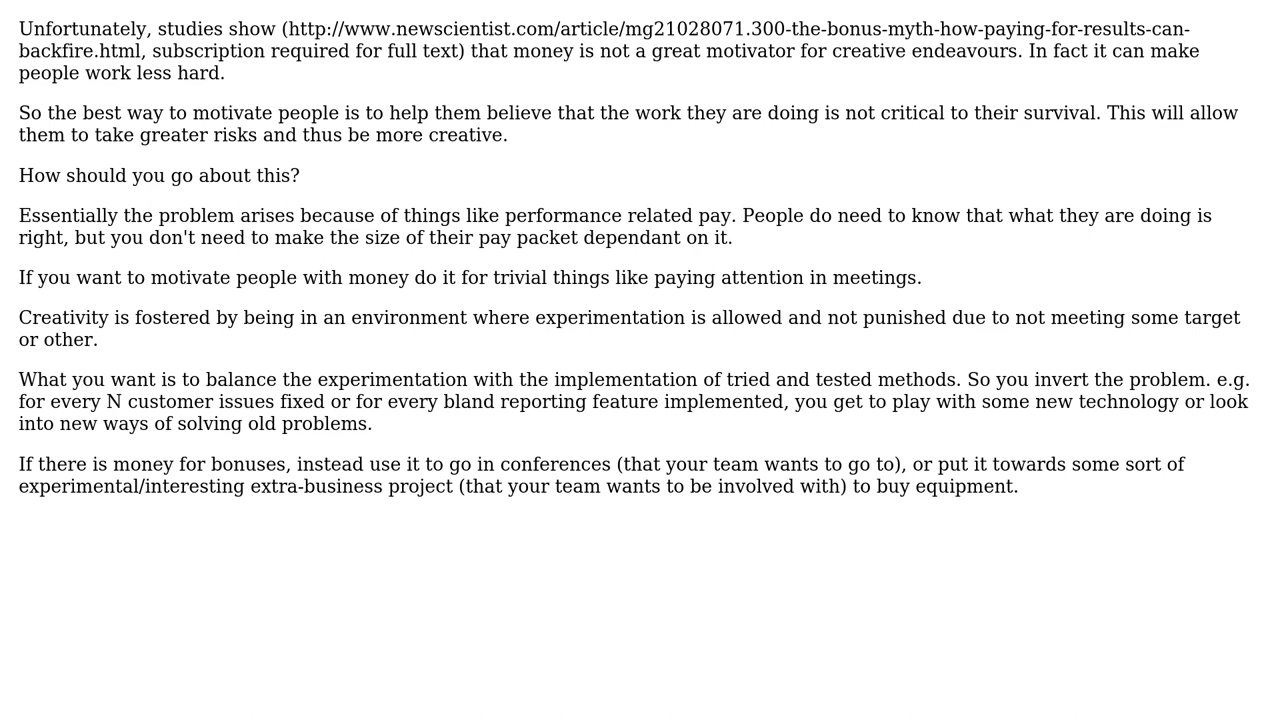 Unfortunately, studies show (http://www.newscientist.com/article/mg21028071.300-the-bonus-myth-how-paying-for-results-can-
backfire.html, subscription required for full text) that money is not a great motivator for creative endeavours. In fact it can make
people work less hard.
So the best way to motivate people is to help them believe that the work they are doing is not critical to their survival. This will allow
them to take greater risks and thus be more creative.
How should you go about this?
Essentially the problem arises because of things like performance related pay. People do need to know that what they are doing is
right, but you don't need to make the size of their pay packet dependant on it.
If you want to motivate people with money do it for trivial things like paying attention in meetings.
Creativity is fostered by being in an environment where experimentation is allowed and not punished due to not meeting some target
or other.
What you want is to balance the experimentation with the implementation of tried and tested methods. So you invert the problem. e.g.
for every N customer issues fixed or for every bland reporting feature implemented, you get to play with some new technology or look
into new ways of solving old problems.
If there is money for bonuses, instead use it to go in conferences (that your team wants to go to), or put it towards some sort of
experimental/interesting extra-business project (that your team wants to be involved with) to buy equipment.